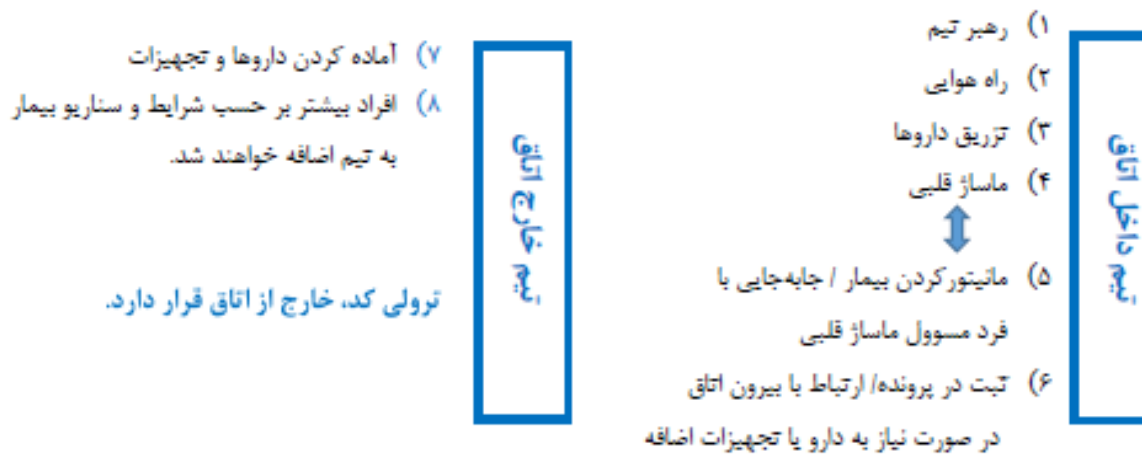 تیم داخل اتاق
۱) رهبر تیم
۲) راه هوایی
۳) تزریق داروها
۴) ماساژ قلبی
۵) مانیتورکردن بیمار / جابه‌جایی با
فرد مسوول ماساژ قلبی
۶) ثبت در پرونده/ ارتباط با بیرون اتاق
در صورت نیاز به دارو یا تجهیزات اضافه
تیم خارج اتاق
۷) آماده کردن داروها و تجهیزات
۸) افراد بیشتر بر حسب شرایط و سناریو بیمار
به تیم اضافه خواهند شد.
ترولی کد، خارج از اتاق قرار دارد.